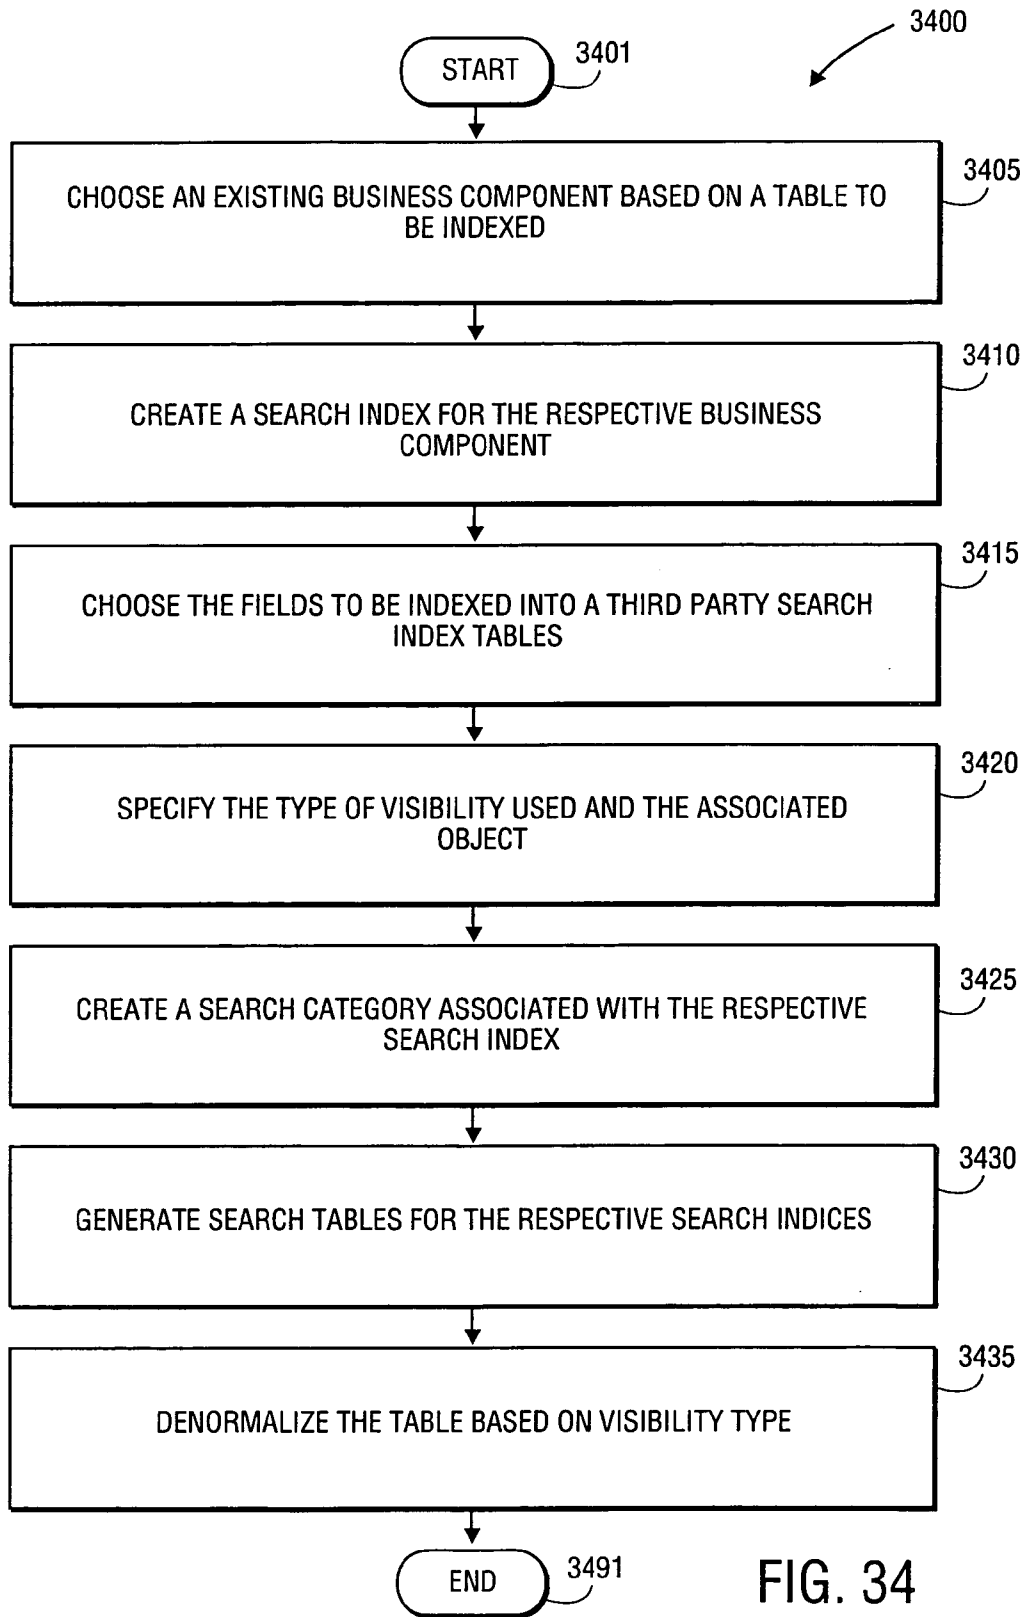 3400
START
3401
3405
CHOOSE AN EXISTING BUSINESS COMPONENT BASED ON A TABLE TO
BE INDEXED
3410
CREATE A SEARCH INDEX FOR THE RESPECTIVE BUSINESS
COMPONENT
3415
CHOOSE THE FIELDS TO BE INDEXED INTO A THIRD PARTY SEARCH
INDEX TABLES
3420
SPECIFY THE TYPE OF VISIBILITY USED AND THE ASSOCIATED
OBJECT
3425
CREATE A SEARCH CATEGORY ASSOCIATED WITH THE RESPECTIVE
SEARCH INDEX
3430
GENERATE SEARCH TABLES FOR THE RESPECTIVE SEARCH INDICES
3435
DENORMALIZE THE TABLE BASED ON VISIBILITY TYPE
END
3491
FIG. 34